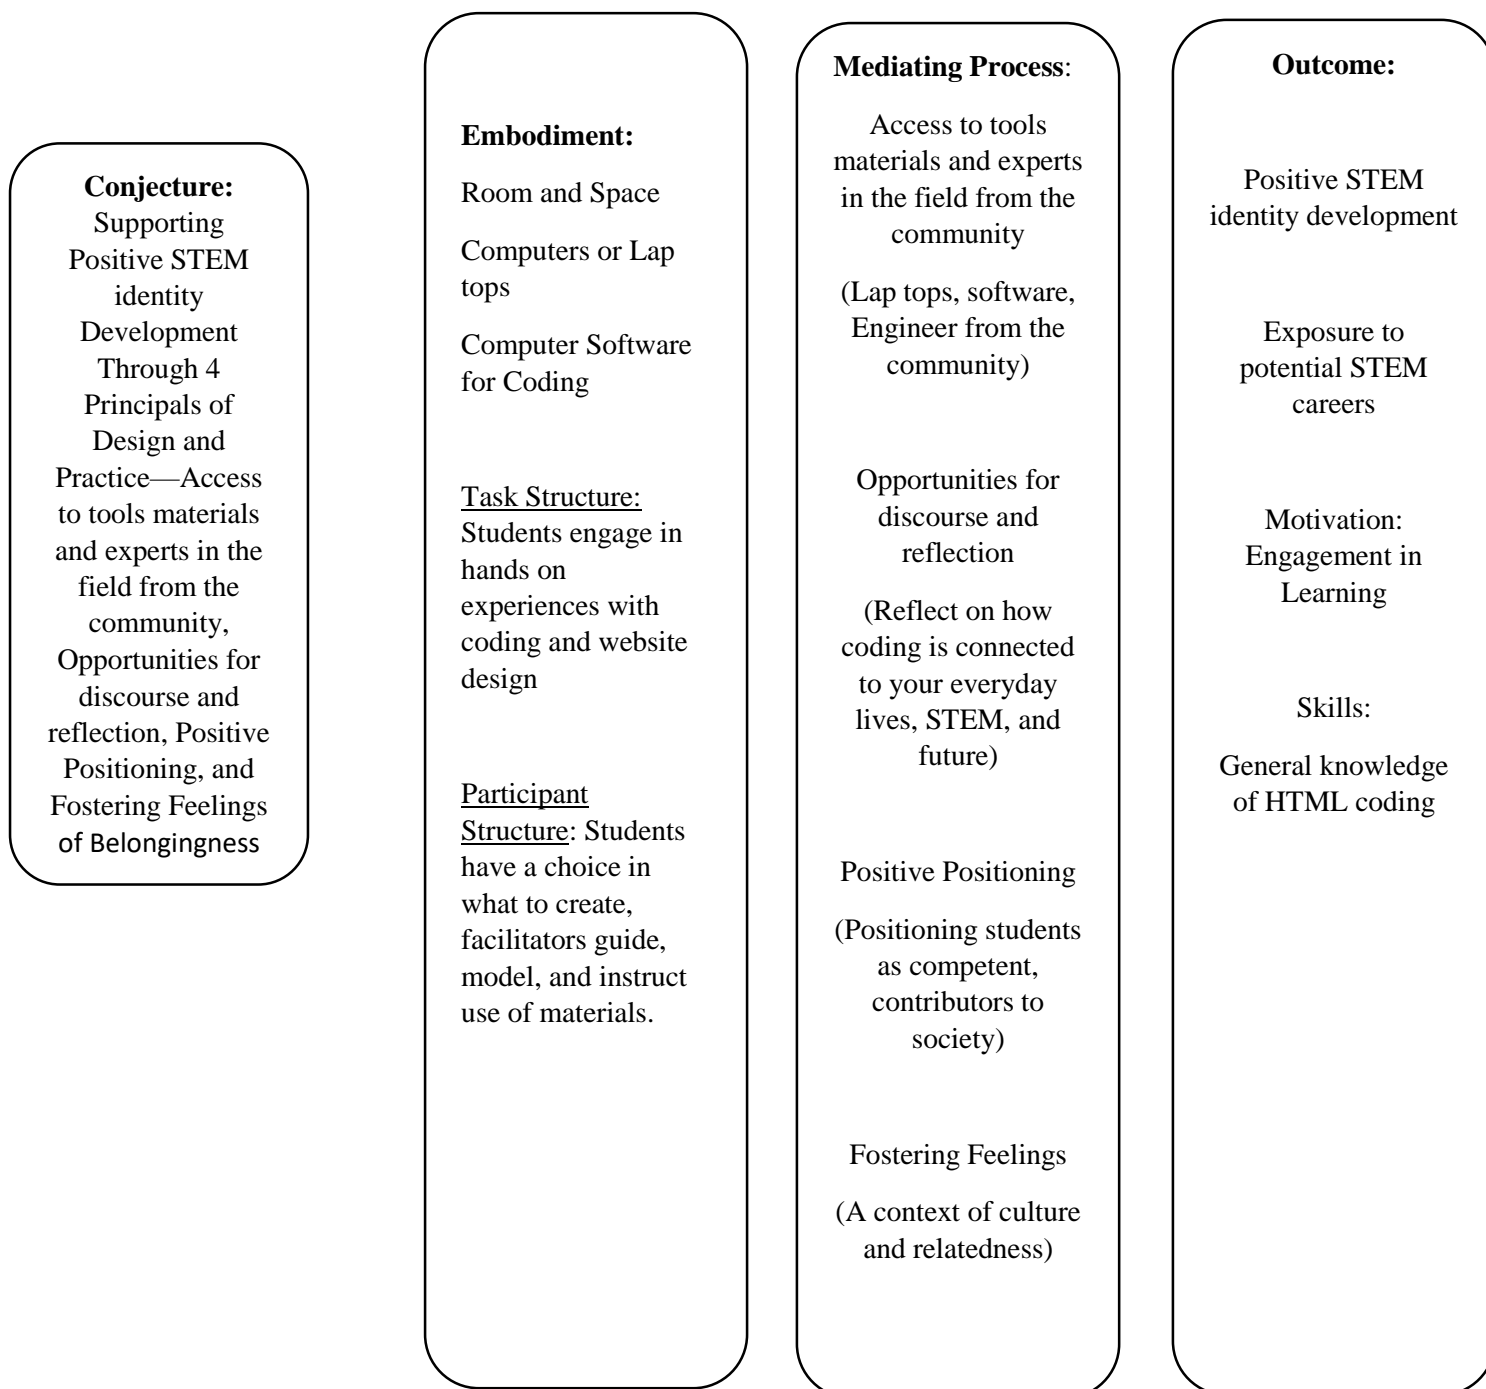 Conjecture:
Supporting
Positive STEM
identity
Development
Through 4
Principals of
Design and
Practice—Access
to tools materials
and experts in the
field from the
community,
Opportunities for
discourse and
reflection, Positive
Positioning, and
Fostering Feelings
of Belongingness
Embodiment:
Room and Space
Computers or Lap
tops
Computer Software
for Coding
Task Structure:
Students engage in
hands on
experiences with
coding and website
design
Participant
Structure: Students
have a choice in
what to create,
facilitators guide,
model, and instruct
use of materials.
Mediating Process:
Access to tools
materials and experts
in the field from the
community
(Lap tops, software,
Engineer from the
community)
Opportunities for
discourse and
reflection
(Reflect on how
coding is connected
to your everyday
lives, STEM, and
future)
Positive Positioning
(Positioning students
as competent,
contributors to
society)
Fostering Feelings
(A context of culture
and relatedness)
Outcome:
Positive STEM
identity development
Exposure to
potential STEM
careers
Motivation:
Engagement in
Learning
Skills:
General knowledge
of HTML coding